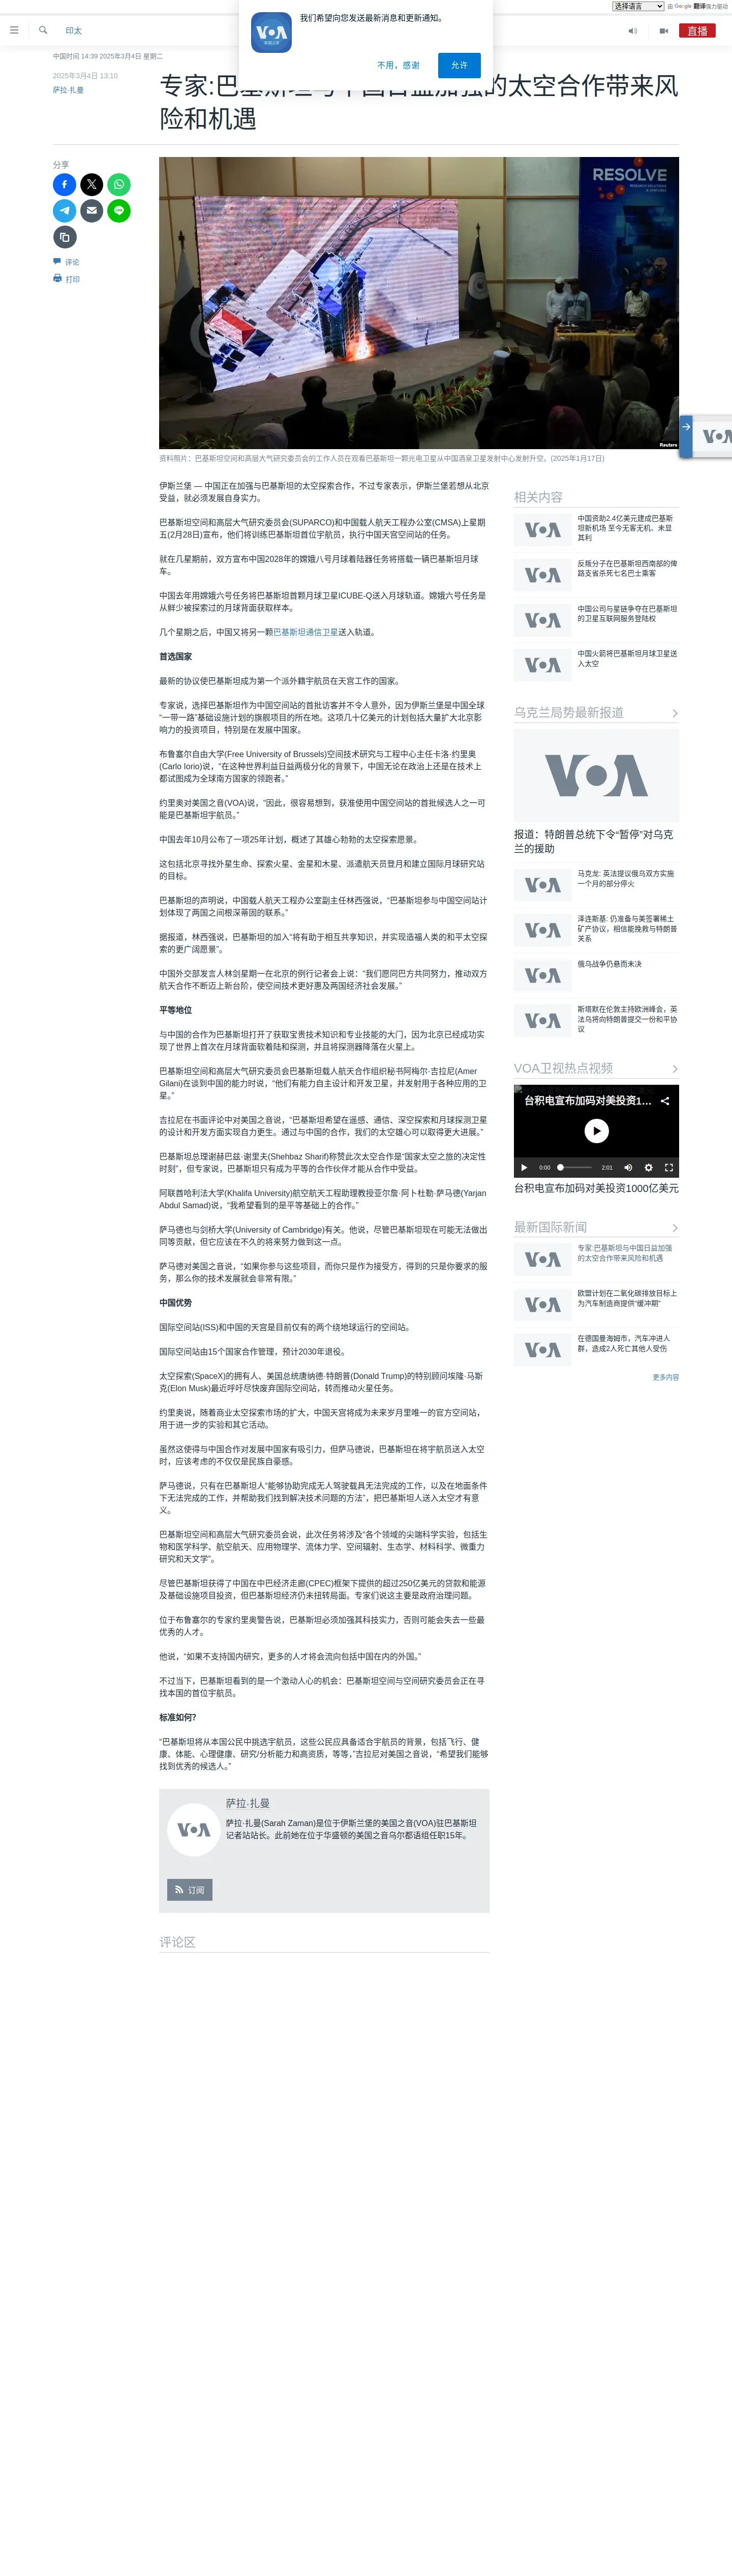 选择语言 由 Google 翻译强力驱动
我们希望向您发送最新消息和更新通知。
不用，感谢
允许
印太
直播
中国时间 14:39 2025年3月4日 星期二
2025年3月4日 13:10
萨拉·扎曼
专家:巴基斯坦与中国日益加强的太空合作带来风
险和机遇
分享
评论
打印
RESOLVE
Reuters
资料照片：巴基斯坦空间和高层大气研究委员会的工作人员在观看巴基斯坦一颗光电卫星从中国酒泉卫星发射中心发射升空。(2025年1月17日)
伊斯兰堡 — 中国正在加强与巴基斯坦的太空探索合作，不过专家表示，伊斯兰堡若想从北京
受益，就必须发展自身实力。
巴基斯坦空间和高层大气研究委员会(SUPARCO)和中国载人航天工程办公室(CMSA)上星期
五(2月28日)宣布，他们将训练巴基斯坦首位宇航员，执行中国天宫空间站的任务。
就在几星期前，双方宣布中国2028年的嫦娥八号月球着陆器任务将搭载一辆巴基斯坦月球
车。
中国去年用嫦娥六号任务将巴基斯坦首颗月球卫星ICUBE-Q送入月球轨道。嫦娥六号任务是
从鲜少被探索过的月球背面获取样本。
几个星期之后，中国又将另一颗巴基斯坦通信卫星送入轨道。
首选国家
最新的协议使巴基斯坦成为第一个派外籍宇航员在天宫工作的国家。
专家说，选择巴基斯坦作为中国空间站的首批访客并不令人意外，因为伊斯兰堡是中国全球
“一带一路”基础设施计划的旗舰项目的所在地。这项几十亿美元的计划包括大量扩大北京影
响力的投资项目，特别是在发展中国家。
布鲁塞尔自由大学(Free University of Brussels)空间技术研究与工程中心主任卡洛·约里奥
(Carlo Iorio)说，“在这种世界利益日益两极分化的背景下，中国无论在政治上还是在技术上
都试图成为全球南方国家的领跑者。”
约里奥对美国之音(VOA)说，“因此，很容易想到，获准使用中国空间站的首批候选人之一可
能是巴基斯坦宇航员。”
中国去年10月公布了一项25年计划，概述了其雄心勃勃的太空探索愿景。
这包括北京寻找外星生命、探索火星、金星和木星、派遣航天员登月和建立国际月球研究站
的目标。
巴基斯坦的声明说，中国载人航天工程办公室副主任林西强说，“巴基斯坦参与中国空间站计
划体现了两国之间根深蒂固的联系。”
据报道，林西强说，巴基斯坦的加入“将有助于相互共享知识，并实现造福人类的和平太空探
索的更广阔愿景”。
中国外交部发言人林剑星期一在北京的例行记者会上说：“我们愿同巴方共同努力，推动双方
航天合作不断迈上新台阶，使空间技术更好惠及两国经济社会发展。”
平等地位
与中国的合作为巴基斯坦打开了获取宝贵技术知识和专业技能的大门，因为北京已经成功实
现了世界上首次在月球背面软着陆和探测，并且将探测器降落在火星上。
巴基斯坦空间和高层大气研究委员会巴基斯坦载人航天合作组织秘书阿梅尔·吉拉尼(Amer
Gilani)在谈到中国的能力时说，“他们有能力自主设计和开发卫星，并发射用于各种应用的卫
星。”
吉拉尼在书面评论中对美国之音说，“巴基斯坦希望在遥感、通信、深空探索和月球探测卫星
的设计和开发方面实现自力更生。通过与中国的合作，我们的太空雄心可以取得更大进展。”
巴基斯坦总理谢赫巴兹·谢里夫(Shehbaz Sharif)称赞此次太空合作是“国家太空之旅的决定性
时刻”，但专家说，巴基斯坦只有成为平等的合作伙伴才能从合作中受益。
阿联酋哈利法大学(Khalifa University)航空航天工程助理教授亚尔詹·阿卜杜勒·萨马德(Yarjan
Abdul Samad)说，“我希望看到的是平等基础上的合作。”
萨马德也与剑桥大学(University of Cambridge)有关。他说，尽管巴基斯坦现在可能无法做出
同等贡献，但它应该在不久的将来努力做到这一点。
萨马德对美国之音说，“如果你参与这些项目，而你只是作为接受方，得到的只是你要求的服
务，那么你的技术发展就会非常有限。”
中国优势
国际空间站(ISS)和中国的天宫是目前仅有的两个绕地球运行的空间站。
国际空间站由15个国家合作管理，预计2030年退役。
太空探索(SpaceX)的拥有人、美国总统唐纳德·特朗普(Donald Trump)的特别顾问埃隆·马斯
克(Elon Musk)最近呼吁尽快废弃国际空间站，转而推动火星任务。
约里奥说，随着商业太空探索市场的扩大，中国天宫将成为未来岁月里唯一的官方空间站，
用于进一步的实验和其它活动。
虽然这使得与中国合作对发展中国家有吸引力，但萨马德说，巴基斯坦在将宇航员送入太空
时，应该考虑的不仅仅是民族自豪感。
萨马德说，只有在巴基斯坦人“能够协助完成无人驾驶载具无法完成的工作，以及在地面条件
下无法完成的工作，并帮助我们找到解决技术问题的方法”，把巴基斯坦人送入太空才有意
义。
巴基斯坦空间和高层大气研究委员会说，此次任务将涉及“各个领域的尖端科学实验，包括生
物和医学科学、航空航天、应用物理学、流体力学、空间辐射、生态学、材料科学、微重力
研究和天文学”。
尽管巴基斯坦获得了中国在中巴经济走廊(CPEC)框架下提供的超过250亿美元的贷款和能源
及基础设施项目投资，但巴基斯坦经济仍未扭转局面。专家们说这主要是政府治理问题。
位于布鲁塞尔的专家约里奥警告说，巴基斯坦必须加强其科技实力，否则可能会失去一些最
优秀的人才。
他说，“如果不支持国内研究，更多的人才将会流向包括中国在内的外国。”
不过当下，巴基斯坦看到的是一个激动人心的机会：巴基斯坦空间与空间研究委员会正在寻
找本国的首位宇航员。
标准如何?
“巴基斯坦将从本国公民中挑选宇航员，这些公民应具备适合宇航员的背景，包括飞行、健
康、体能、心理健康、研究/分析能力和高资质，等等，”吉拉尼对美国之音说，“希望我们能够
找到优秀的候选人。”
萨拉·扎曼
萨拉·扎曼(Sarah Zaman)是位于伊斯兰堡的美国之音(VOA)驻巴基斯坦
记者站站长。此前她在位于华盛顿的美国之音乌尔都语组任职15年。
订阅
评论区
相关内容
中国资助2.4亿美元建成巴基斯
坦新机场 至今无客无机、未显
其利
反叛分子在巴基斯坦西南部的俾
路支省杀死七名巴士乘客
中国公司与星链争夺在巴基斯坦
的卫星互联网服务登陆权
中国火箭将巴基斯坦月球卫星送
入太空
乌克兰局势最新报道
报道：特朗普总统下令“暂停”对乌克
兰的援助
马克龙: 英法提议俄乌双方实施
一个月的部分停火
泽连斯基: 仍准备与美签署稀土
矿产协议，相信能挽救与特朗普
关系
俄乌战争仍悬而未决
斯塔默在伦敦主持欧洲峰会，英
法乌将向特朗普提交一份和平协
议
VOA卫视热点视频
台积电宣布加码对美投资1...
0:00 2:01
台积电宣布加码对美投资1000亿美元
最新国际新闻
专家:巴基斯坦与中国日益加强
的太空合作带来风险和机遇
欧盟计划在二氧化碳排放目标上
为汽车制造商提供“缓冲期”
在德国曼海姆市，汽车冲进人
群，造成2人死亡其他人受伤
更多内容